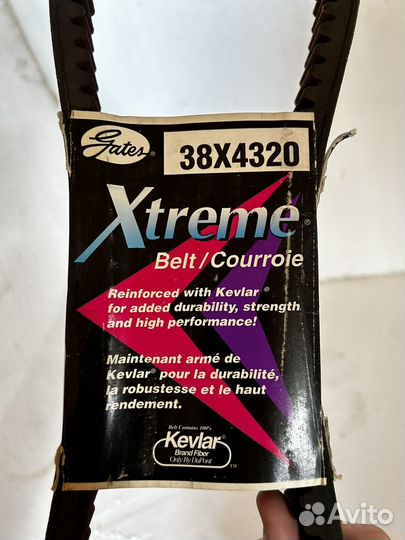 Gates®
38X4320
Xtreme®
Belt/Courroie
Reinforced with Kevlar®
for added durability, strength
and high performance!
Maintenant armé de
Kevlar® pour la durabilité,
la robustesse et le haut
rendement.
Belt Contains 100%
Kevlar®
Brand Fiber
Only By DuPont
TM
Avito